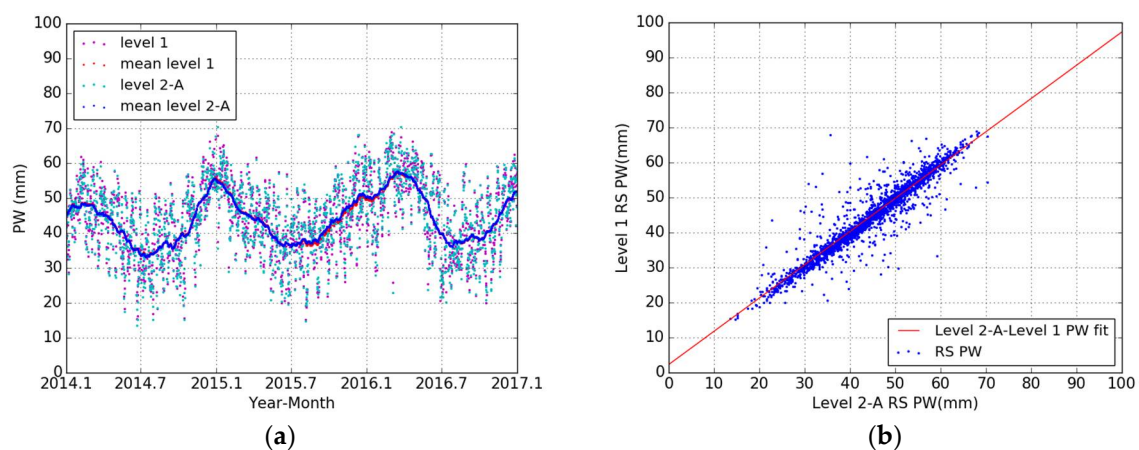 100
90
80
70
60
50
40
30
20
10
0
PW (mm)
level 1
mean level 1
level 2-A
mean level 2-A
2014.1 2014.7 2015.1 2015.7 2016.1 2016.7 2017.1
Year-Month
(a)
100
90
80
70
60
50
40
30
20
10
0
Level 1 RS PW(mm)
Level 2-A-Level 1 PW fit
RS PW
0 10 20 30 40 50 60 70 80 90 100
Level 2-A RS PW(mm)
(b)